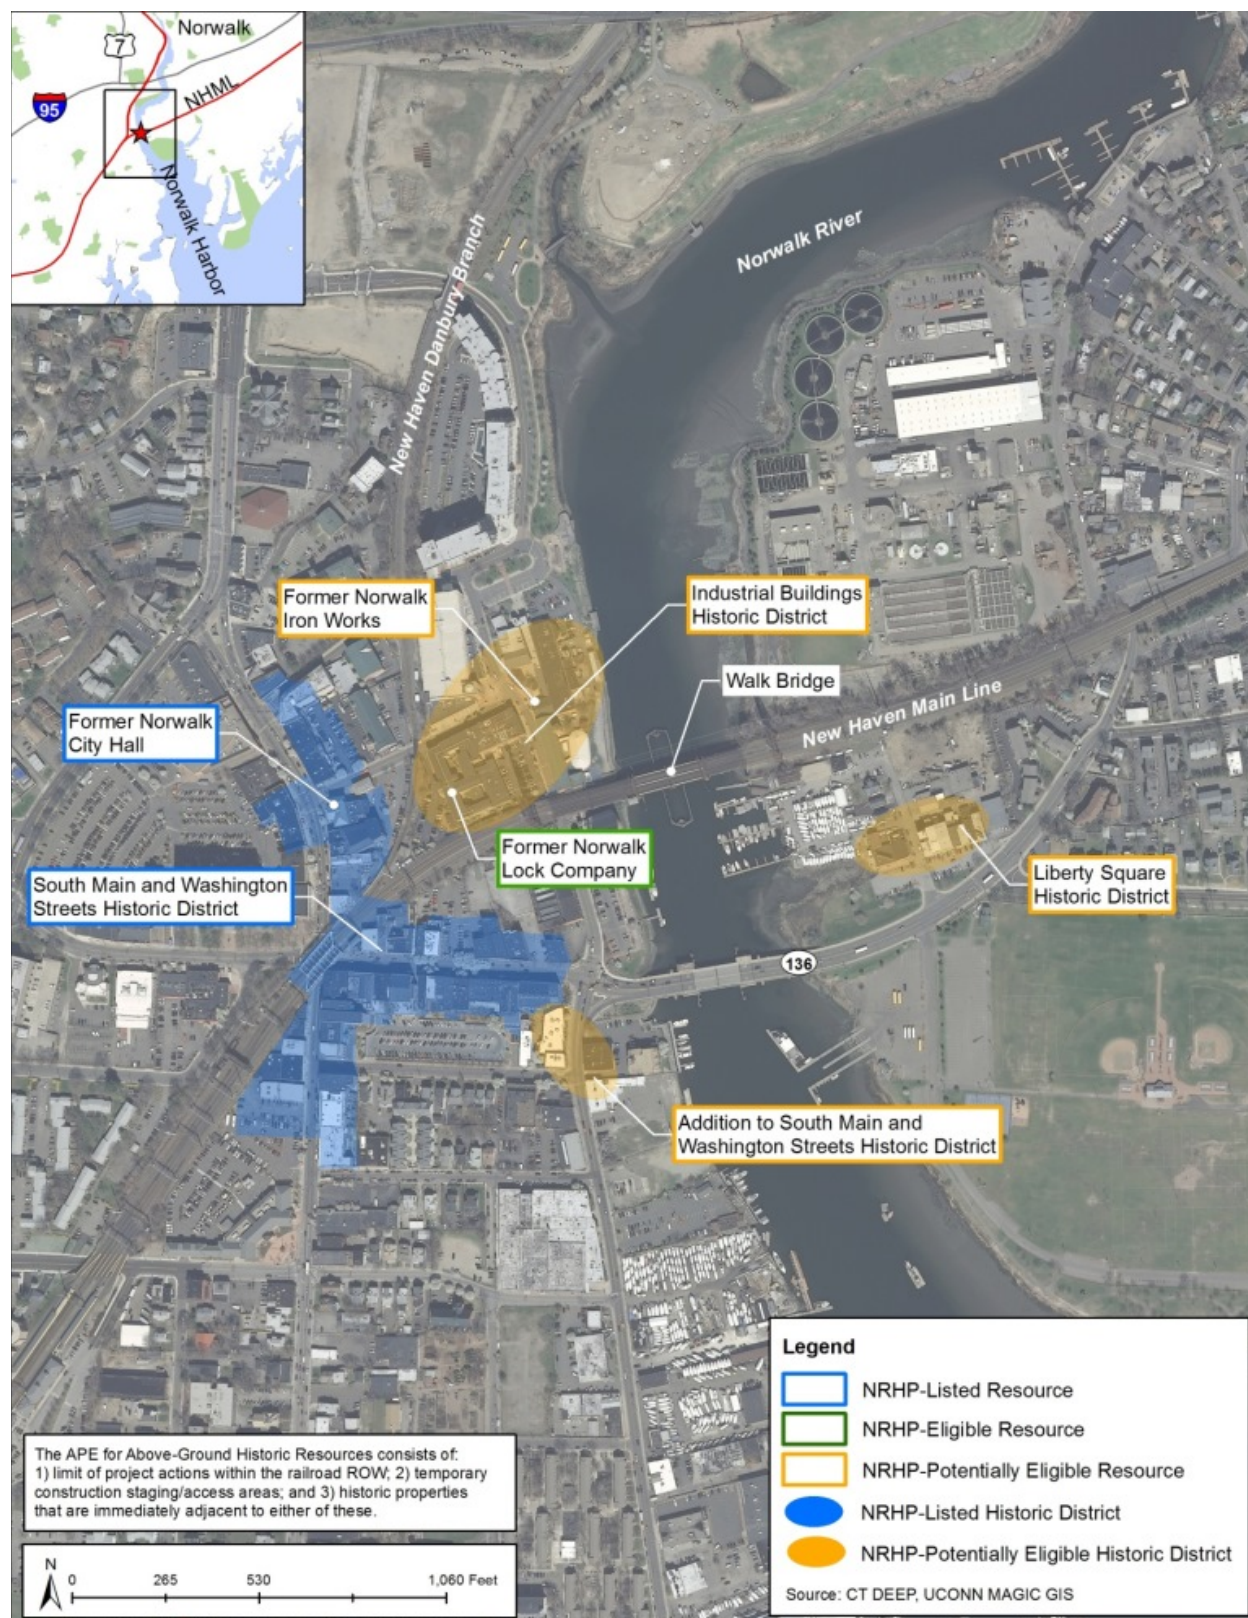 Norwalk
7
NHML
95
Norwalk Harbor
New Haven Danbury Branch
Norwalk River
Former Norwalk
Iron Works
Industrial Buildings
Historic District
Walk Bridge
New Haven Main Line
Former Norwalk
City Hall
Former Norwalk
Lock Company
South Main and Washington
Streets Historic District
Liberty Square
Historic District
136
Addition to South Main and
Washington Streets Historic District
The APE for Above-Ground Historic Resources consists of:
1) limit of project actions within the railroad ROW; 2) temporary
construction staging/access areas; and 3) historic properties
that are immediately adjacent to either of these.
N
0 265 530 1,060 Feet
Legend
NRHP-Listed Resource
NRHP-Eligible Resource
NRHP-Potentially Eligible Resource
NRHP-Listed Historic District
NRHP-Potentially Eligible Historic District
Source: CT DEEP, UCONN MAGIC GIS